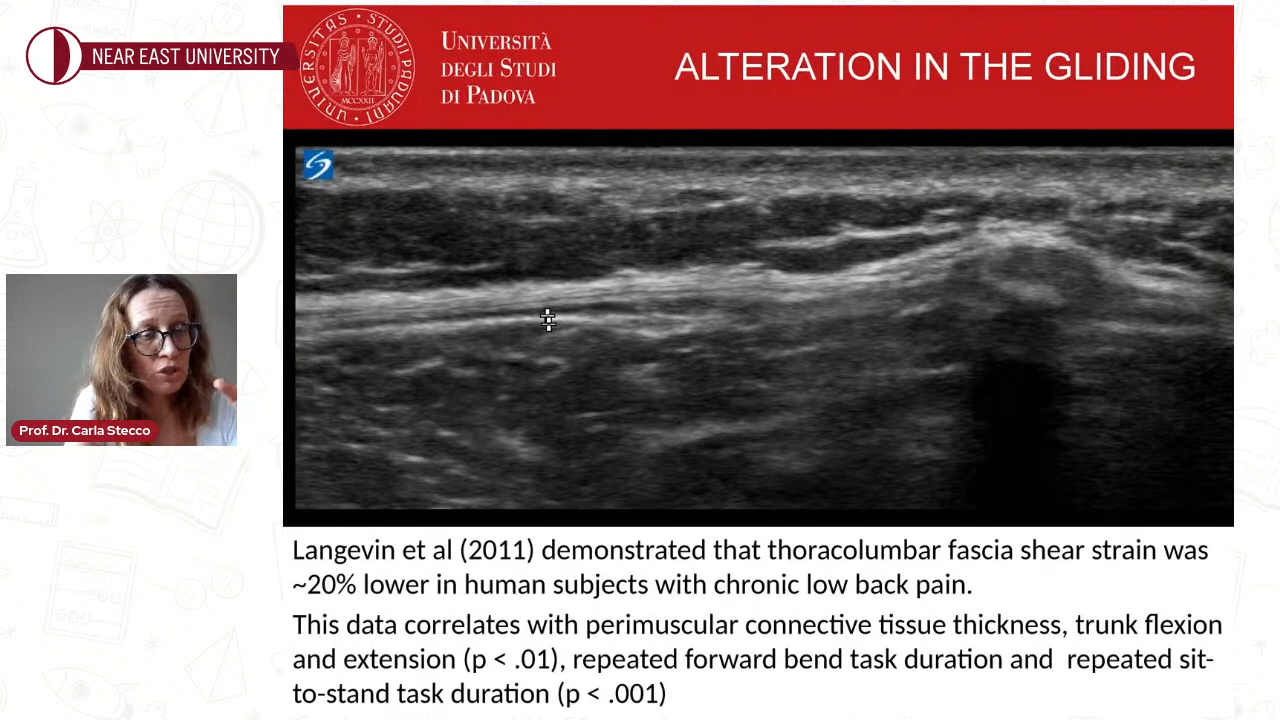 NEAR EAST UNIVERSITY
UNIVERSITÀ
DEGLI STUDI
DI PADOVA
ALTERATION IN THE GLIDING
MCCXXII
Prof. Dr. Carla Stecco
Langevin et al (2011) demonstrated that thoracolumbar fascia shear strain was
~20% lower in human subjects with chronic low back pain.
This data correlates with perimuscular connective tissue thickness, trunk flexion
and extension (p < .01), repeated forward bend task duration and  repeated sit-
to-stand task duration (p < .001)